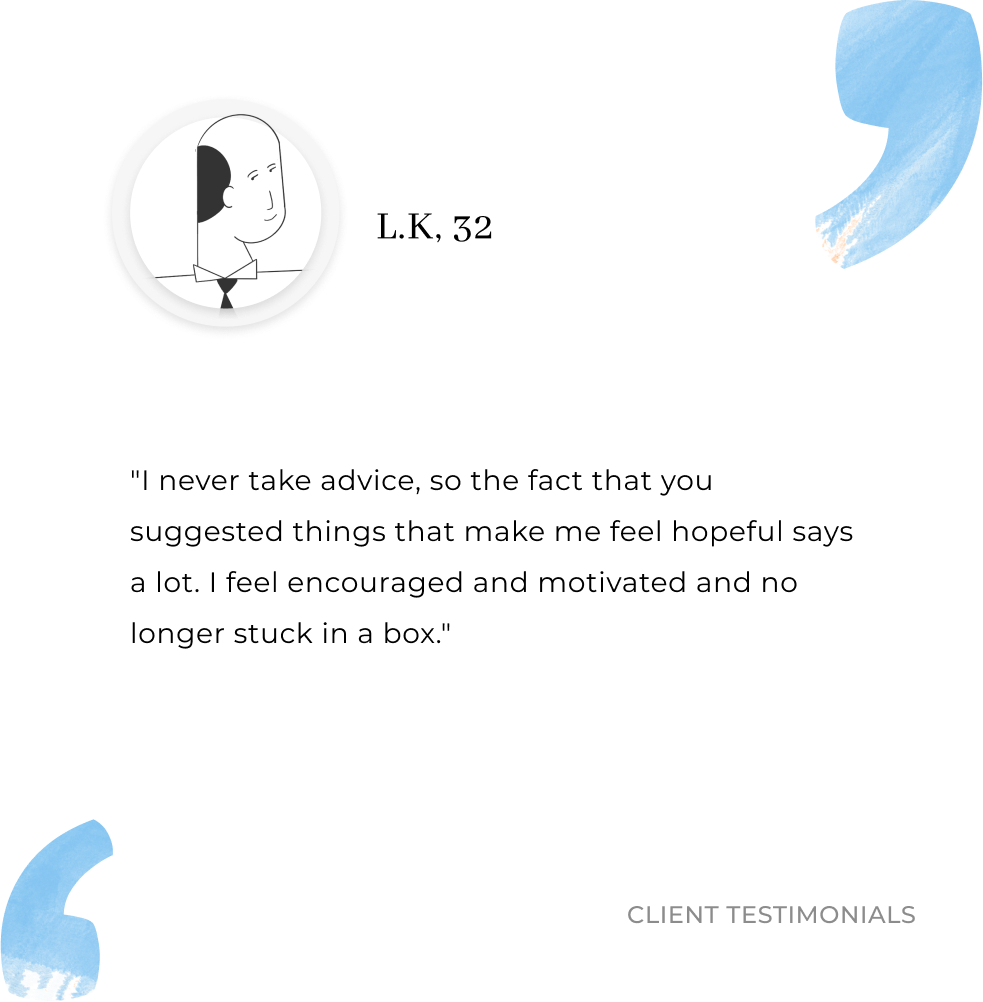 L.K, 32
"I never take advice, so the fact that you
suggested things that make me feel hopeful says
a lot. I feel encouraged and motivated and no
longer stuck in a box."
CLIENT TESTIMONIALS